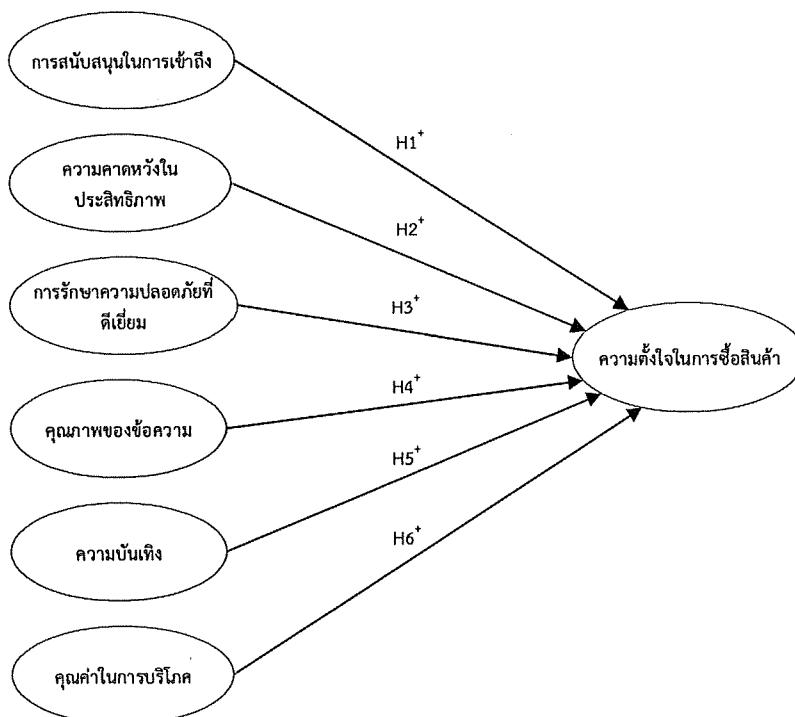 การสนับสนุนในการเข้าถึง
H1+
ความคาดหวังใน
ประสิทธิภาพ
H2+
การรักษาความปลอดภัยที่
ดีเยี่ยม
H3+
ความตั้งใจในการซื้อสินค้า
คุณภาพของข้อความ
H4+
ความบันเทิง
H5+
คุณค่าในการบริโภค
H6+